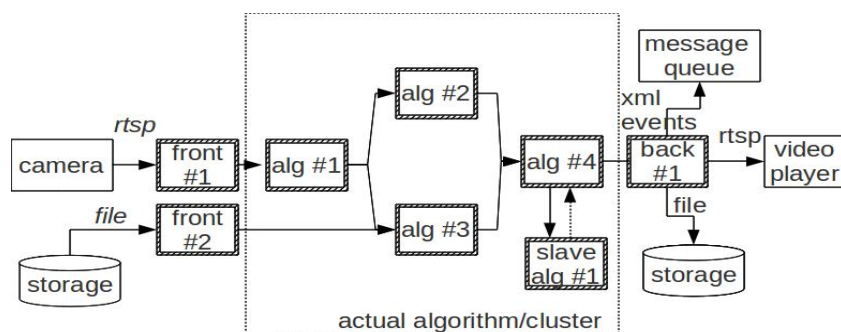 message
queue
xml
events
alg #2
rtsp
camera
front
#1
alg #1
alg #4
back
#1
rtsp
video
player
file
front
#2
alg #3
slave
alg #1
file
storage
storage
actual algorithm/cluster